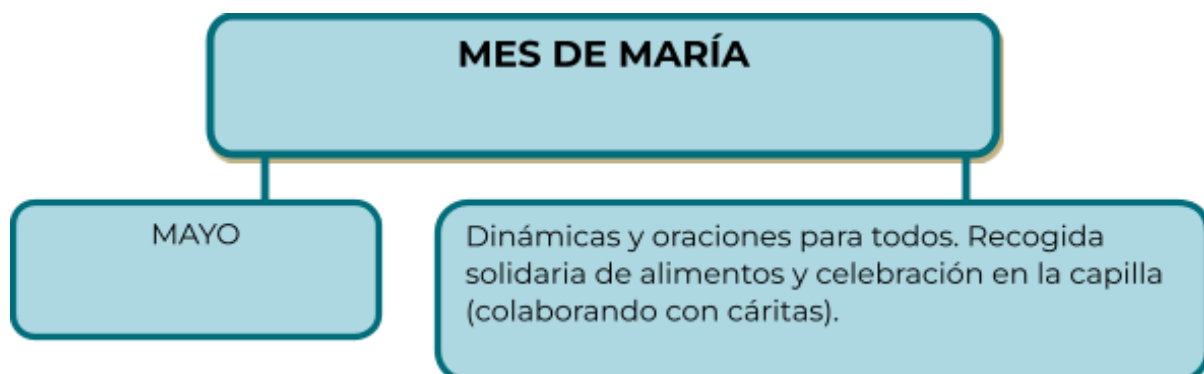 MES DE MARÍA
MAYO
Dinámicas y oraciones para todos. Recogida
solidaria de alimentos y celebración en la capilla
(colaborando con cáritas).